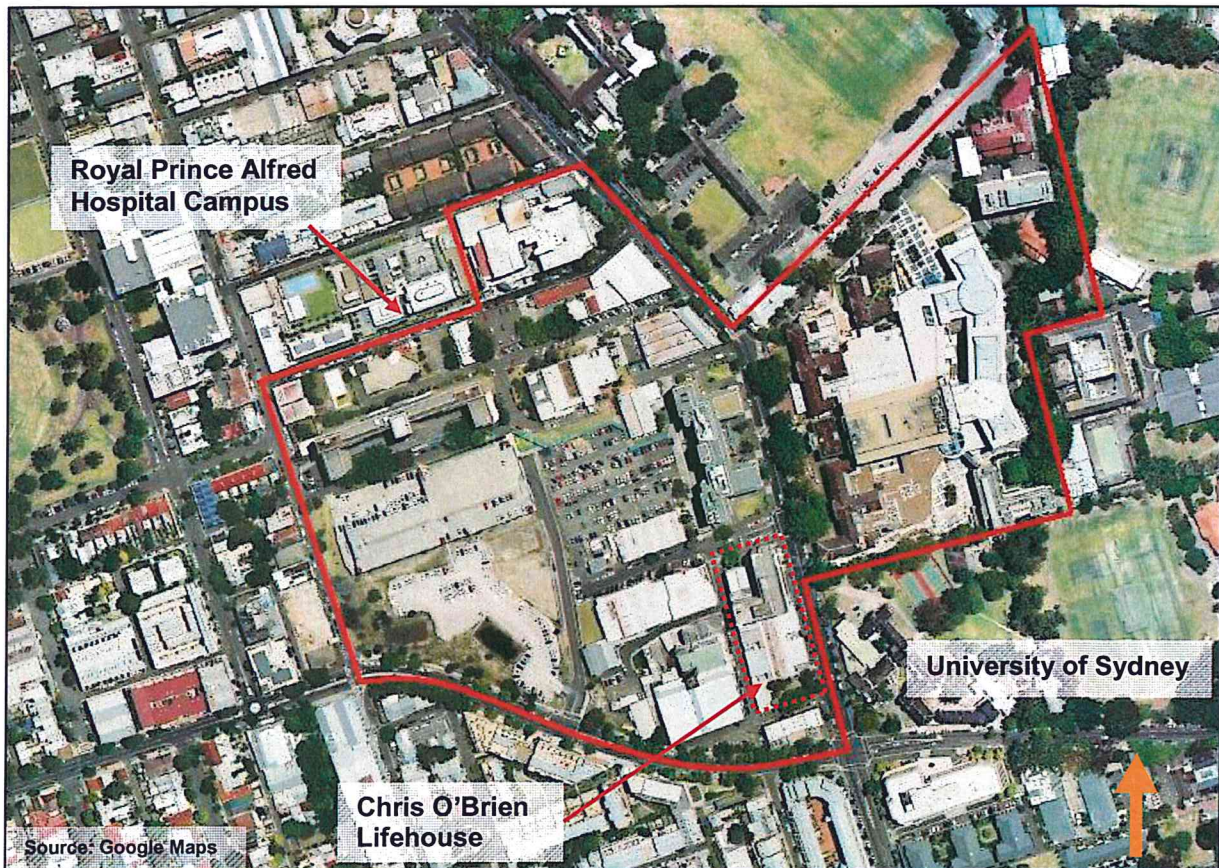 Royal Prince Alfred
Hospital Campus
University of Sydney
Chris O'Brien
Lifehouse
Source: Google Maps